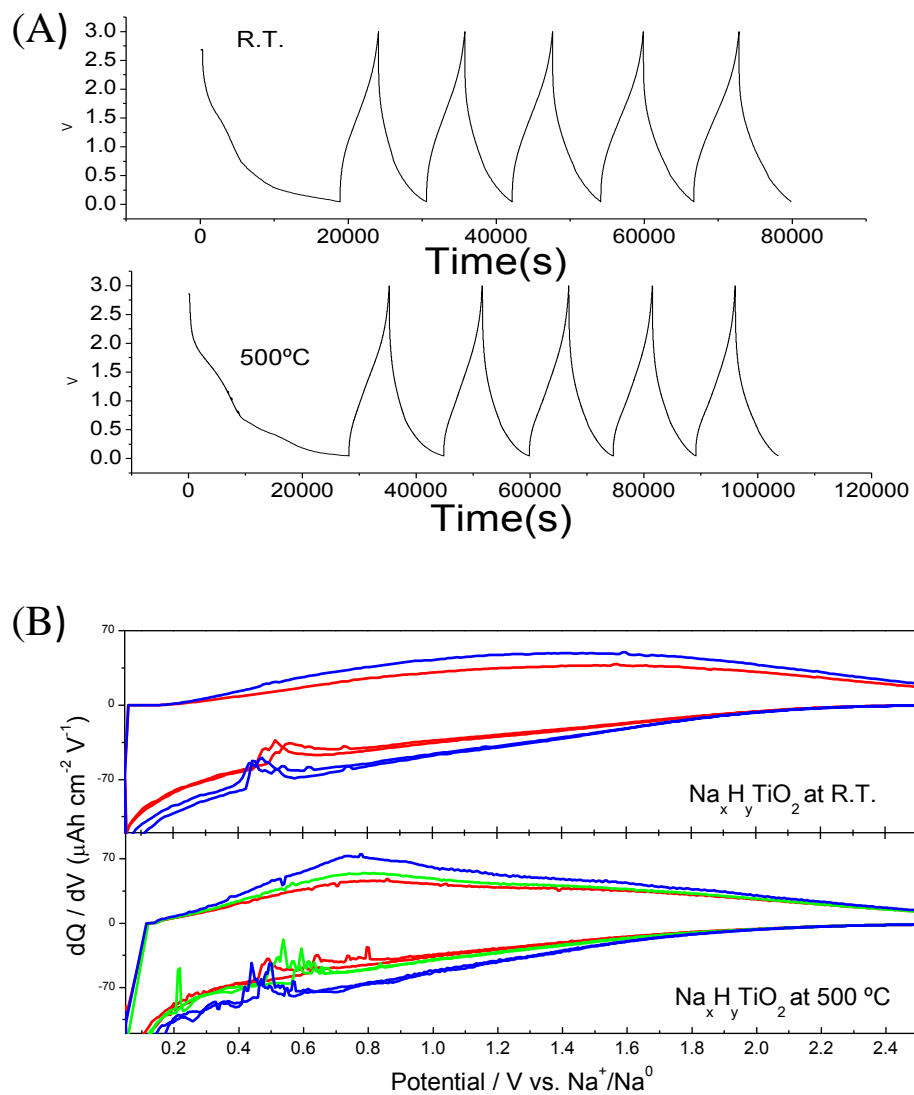 (A)
R.T.
3.0
2.5
2.0
1.5
1.0
0.5
0.0
V
0 20000 40000 60000 80000
Time(s)
500ºC
3.0
2.5
2.0
1.5
1.0
0.5
0.0
V
0 20000 40000 60000 80000 100000 120000
Time(s)
(B)
70
0
-70
NaxHyTiO2 at R.T.
70
0
-70
NaxHyTiO2 at 500 ºC
dQ / dV (μAh cm-2 V-1)
0.2 0.4 0.6 0.8 1.0 1.2 1.4 1.6 1.8 2.0 2.2 2.4
Potential / V vs. Na+/Na0